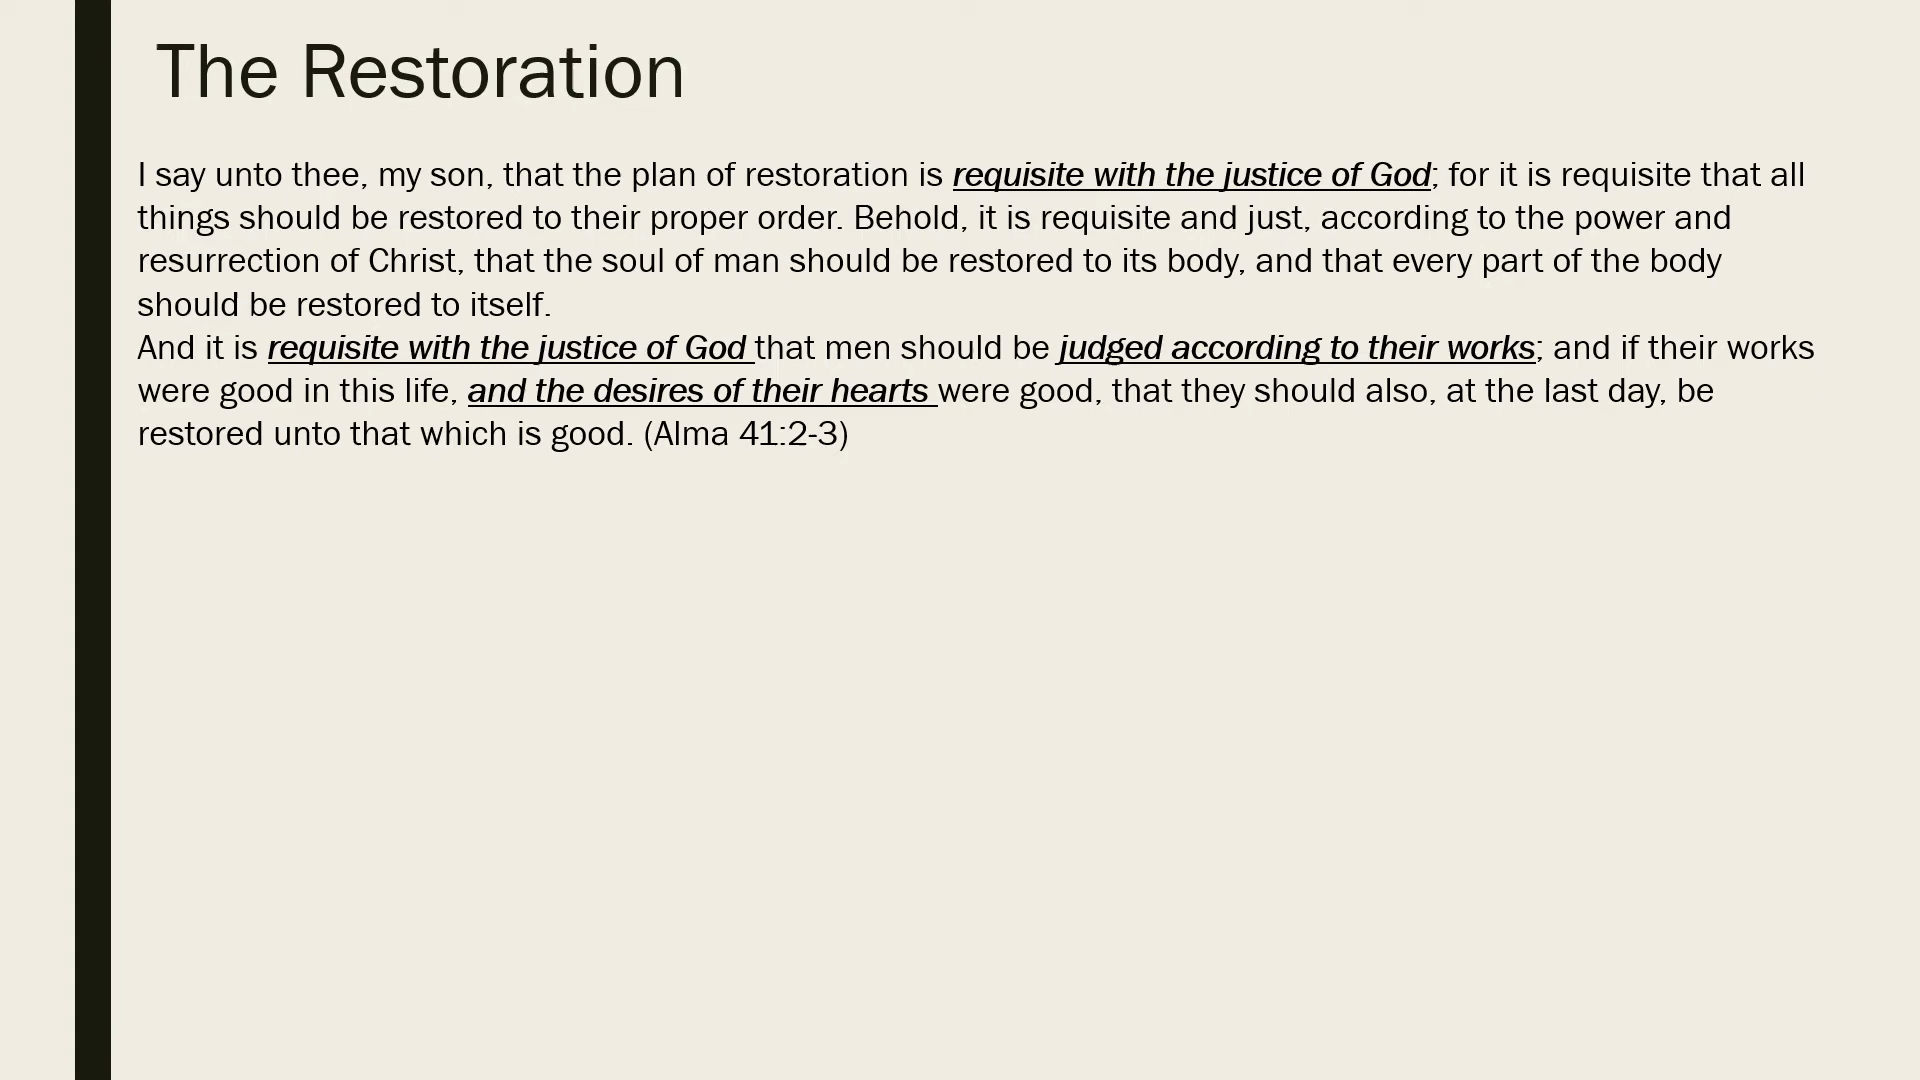 The Restoration
I say unto thee, my son, that the plan of restoration is requisite with the justice of God; for it is requisite that all
things should be restored to their proper order. Behold, it is requisite and just, according to the power and
resurrection of Christ, that the soul of man should be restored to its body, and that every part of the body
should be restored to itself.
And it is requisite with the justice of God that men should be judged according to their works; and if their works
were good in this life, and the desires of their hearts were good, that they should also, at the last day, be
restored unto that which is good. (Alma 41:2-3)